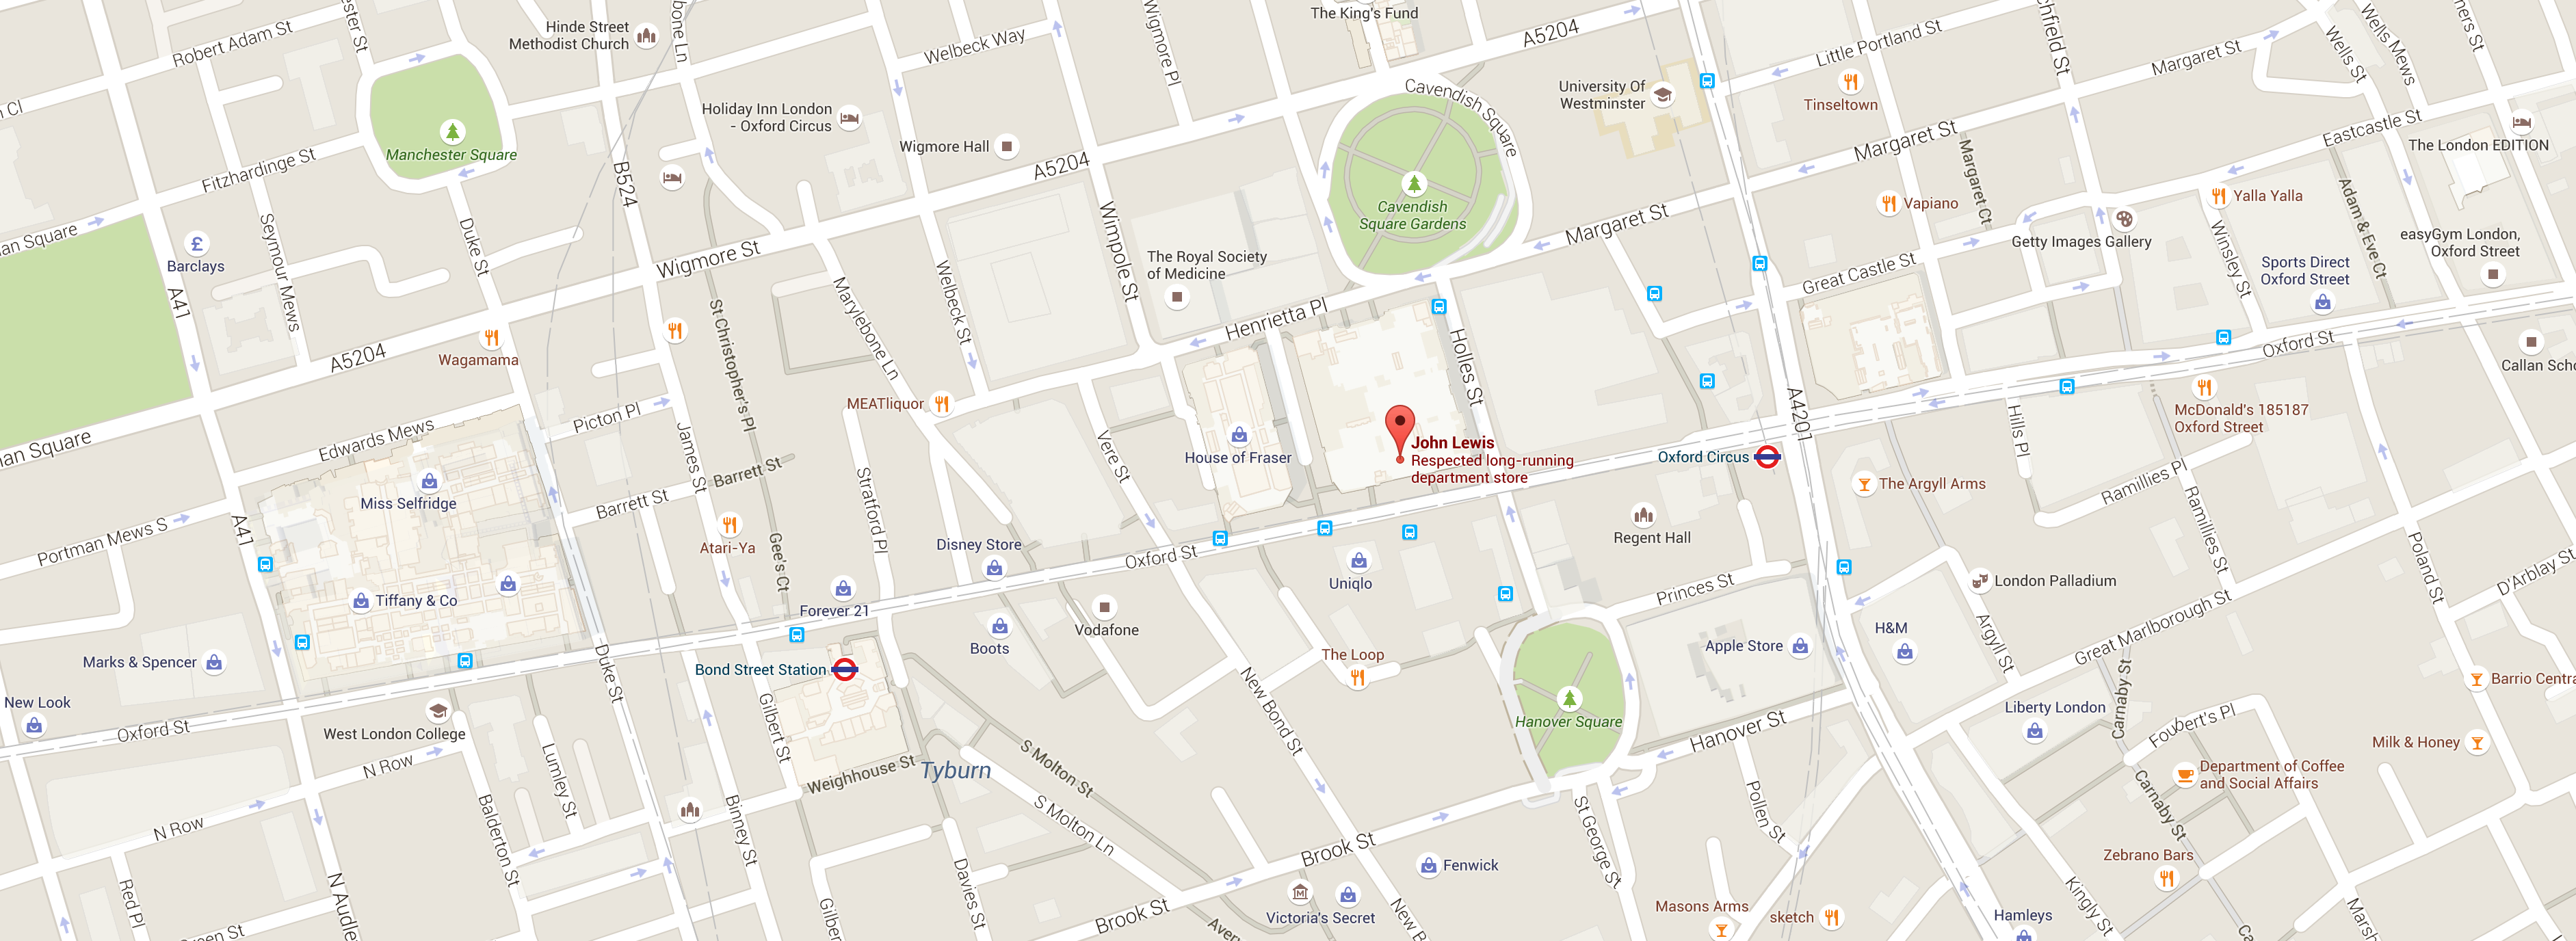 Robert Adam St
Hinde Street
Methodist Church
Welbeck Way
Wigmore Pl
The King's Fund
A5204
Little Portland St
Margaret St
Wells St
Wells Mews
Cavendish Square
University Of
Westminster
Tinseltown
Holiday Inn London
- Oxford Circus
Wigmore Hall
A5204
Manchester Square
Fitzhardinge St
B524
Margaret St
Margaret Ct
Eastcastle St
The London EDITION
Cavendish
Square Gardens
Margaret St
Vapiano
Yalla Yalla
Getty Images Gallery
Adam & Eve Ct
easyGym London,
Oxford Street
Winsley St
Sports Direct
Oxford Street
Barclays
Seymour Mews
Duke St
Wigmore St
Wimpole St
The Royal Society
of Medicine
Great Castle St
A41
Marylebone Ln
Welbeck St
Henrietta Pl
Holles St
Oxford St
St Christopher's Pl
A5204
Wagamama
MEATliquor
A4201
Hills Pl
McDonald's 185187
Oxford Street
Edwards Mews
Picton Pl
James St
Vere St
House of Fraser
John Lewis
Respected long-running
department store
Oxford Circus
The Argyll Arms
Ramillies Pl
Miss Selfridge
Barrett St
Barrett St
Stratford Pl
A41
Portman Mews S
Atari-Ya
Gee's Ct
Disney Store
Oxford St
Regent Hall
Ramillies St
Poland St
D'Arblay St
Tiffany & Co
Forever 21
Uniqlo
Princes St
London Palladium
Vodafone
Boots
Apple Store
H&M
Argyll St
Great Marlborough St
Marks & Spencer
Duke St
Bond Street Station
The Loop
New Bond St
Carnaby St
New Look
Oxford St
West London College
Gilbert St
Hanover Square
Hanover St
Liberty London
Foubert's Pl
Milk & Honey
N Row
Lumley St
Weighhouse St
Tyburn
S Molton St
Department of Coffee
and Social Affairs
N Row
Balderton St
Binney St
S Molton Ln
St George St
Pollen St
Carnaby St
Brook St
Fenwick
Zebrano Bars
Red Pl
Davies St
Brook St
Victoria's Secret
Masons Arms
sketch
Hamleys
Kingly St